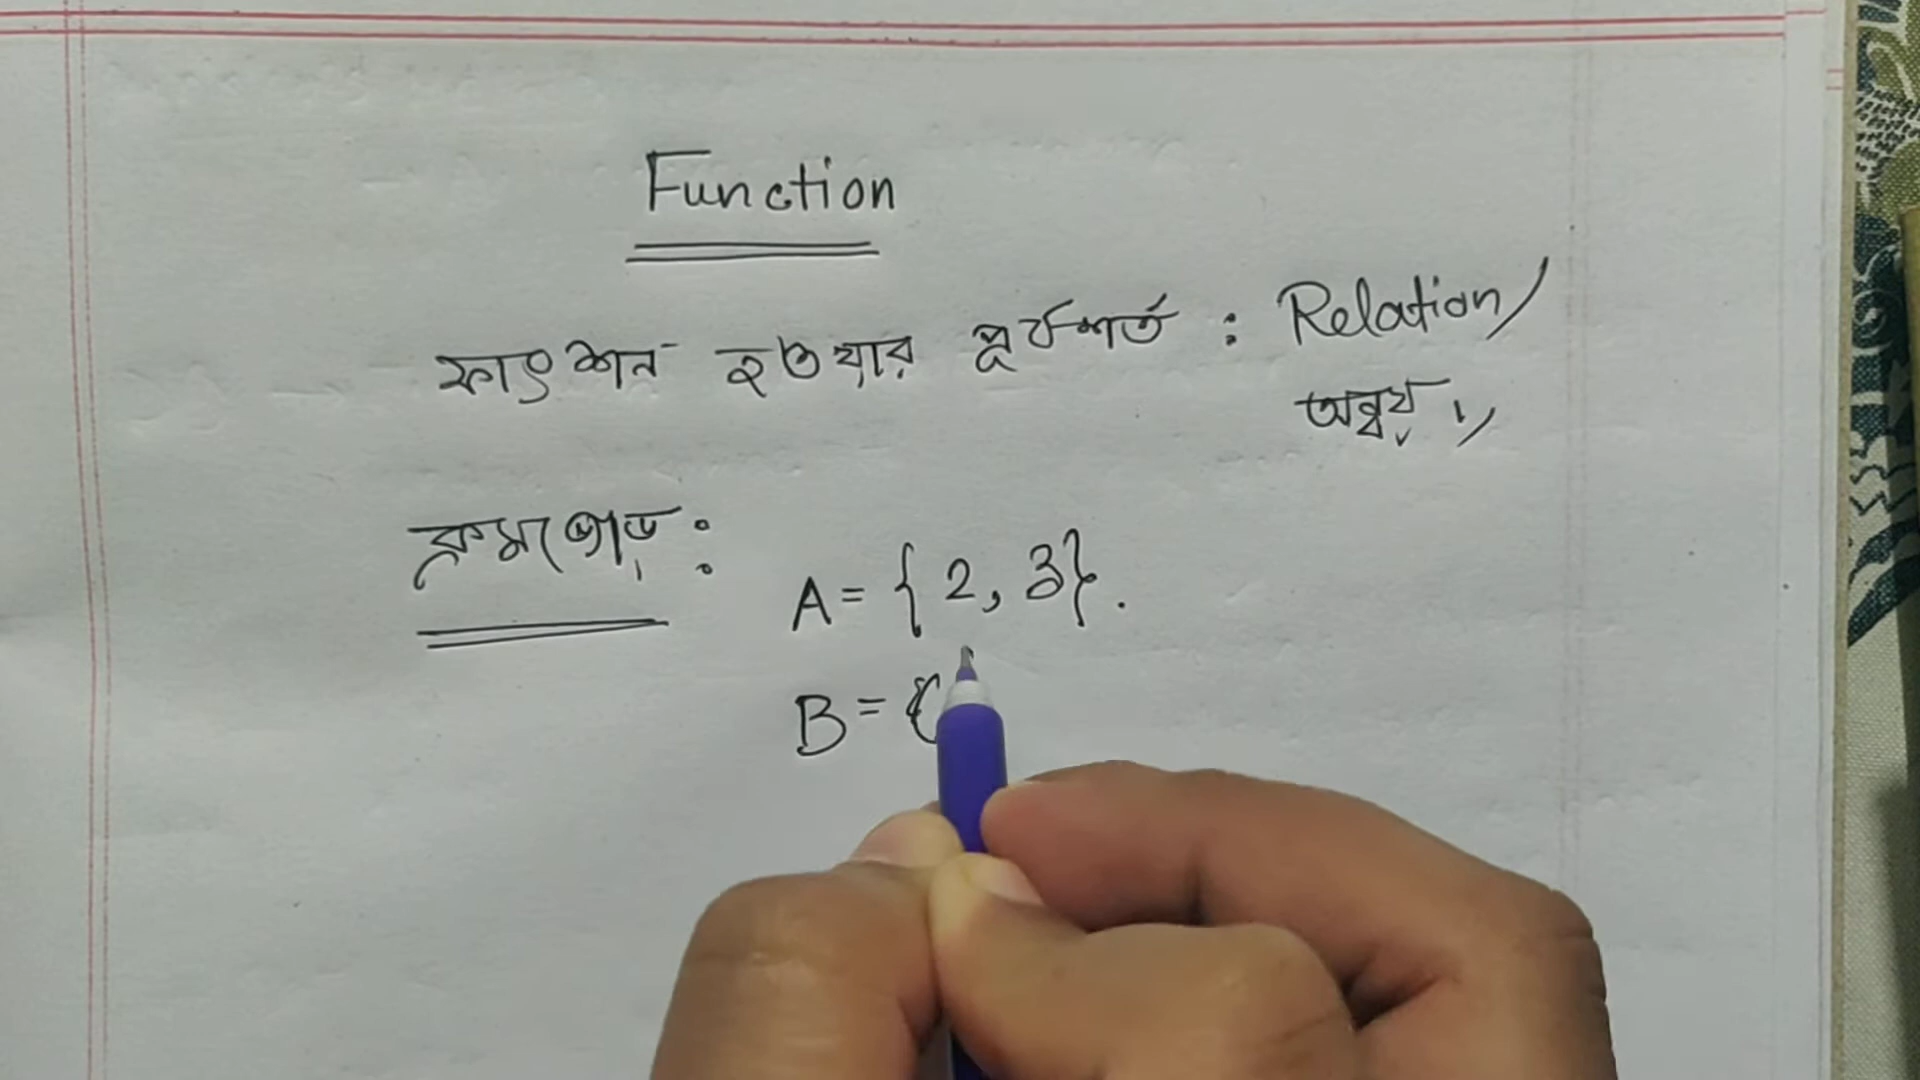 Function
ফাংশন হওয়ার পূর্বশর্ত : Relation/
অন্বয়।
ক্রমজোড় :
A = { 2, 3}.
B = {